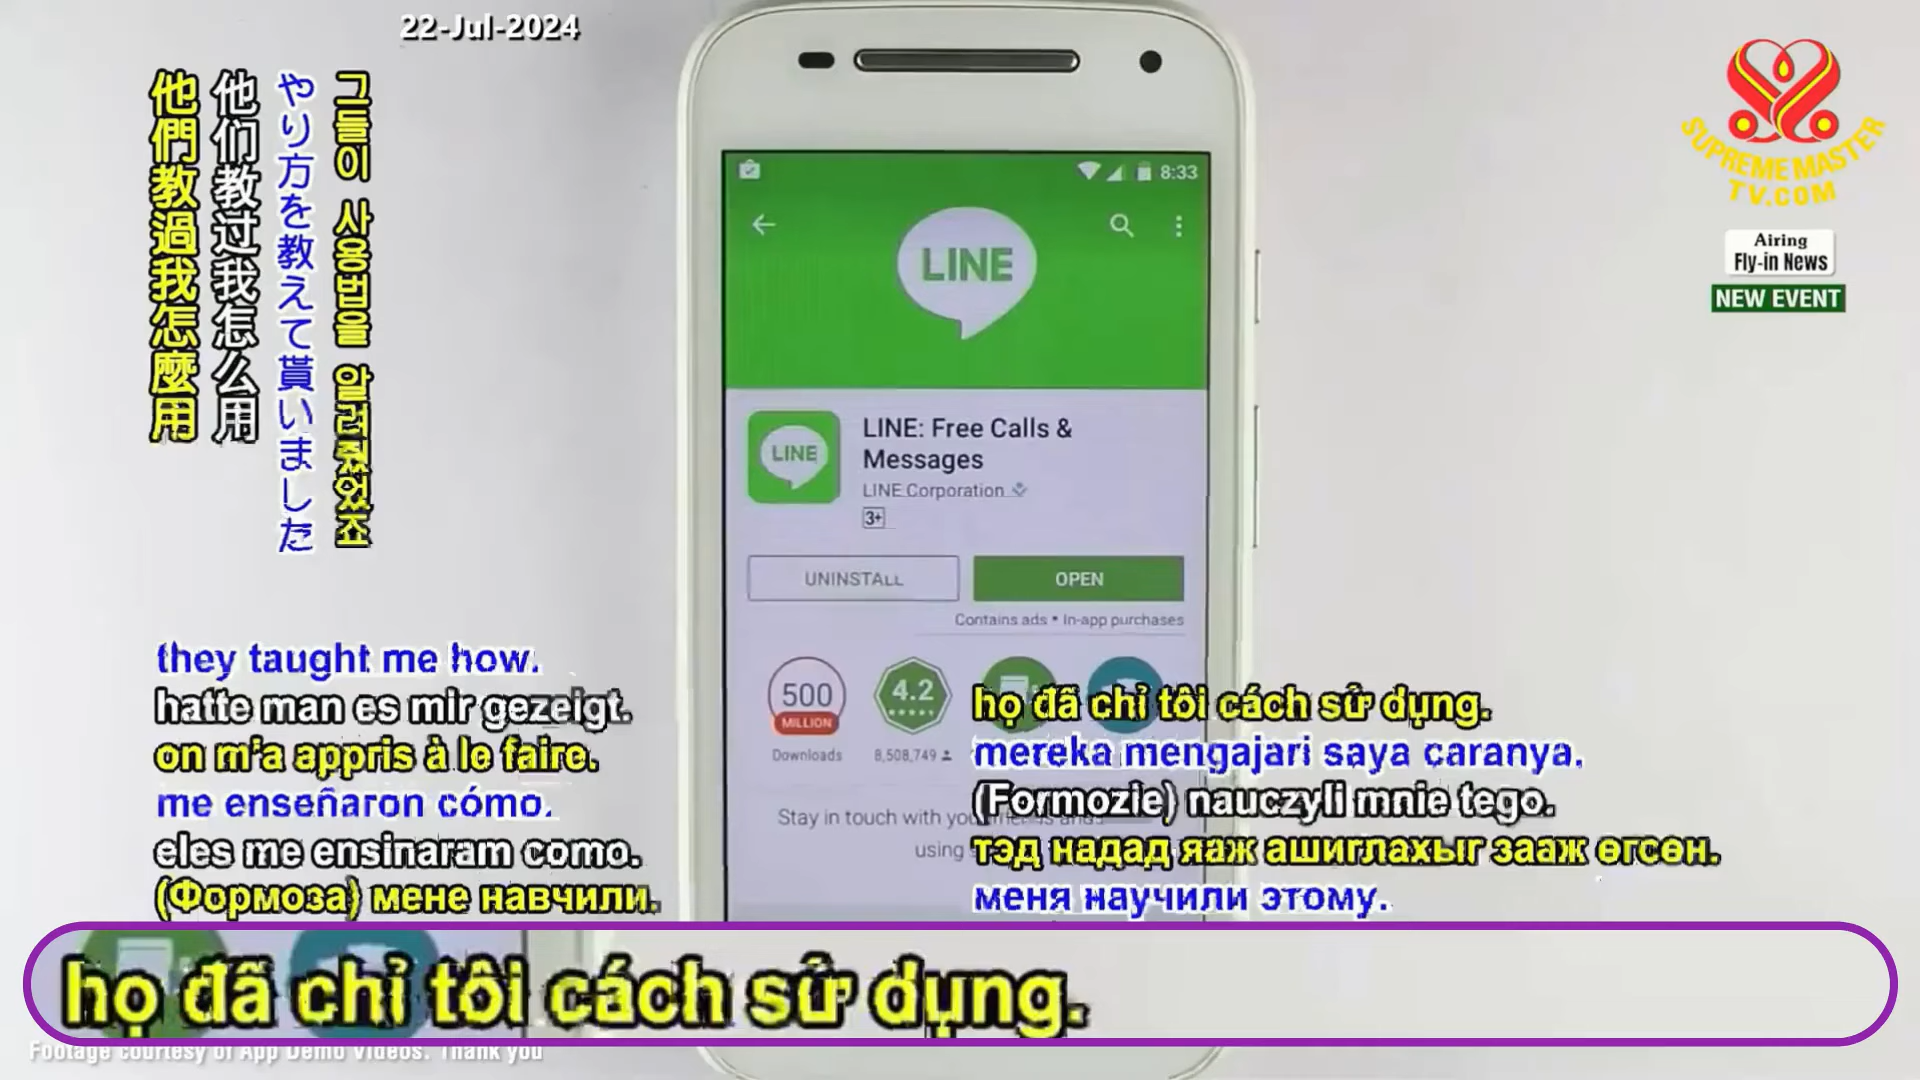 22-Jul-2024
他們教過我怎麼用
他们教过我怎么用
やり方を教えて貰いました
그들이 사용법을 알려줬었죠
SUPREME MASTER
TV.COM
Airing
Fly-in News
NEW EVENT
8:33
LINE
LINE
LINE: Free Calls &
Messages
LINE Corporation
3+
UNINSTALL
OPEN
Contains ads • In-app purchases
500
MILLION
Downloads
4.2
8,508,749
Stay in touch with
using
they taught me how.
hatte man es mir gezeigt.
on m'a appris à le faire.
me enseñaron cómo.
eles me ensinaram como.
(Формоза) мене навчили.
họ đã chỉ tôi cách sử dụng.
mereka mengajari saya caranya.
(Formozie) nauczyli mnie tego.
тэд надад яаж ашиглахыг зааж өгсөн.
меня научили этому.
họ đã chỉ tôi cách sử dụng.
Footage courtesy of App Demo Videos. Thank you